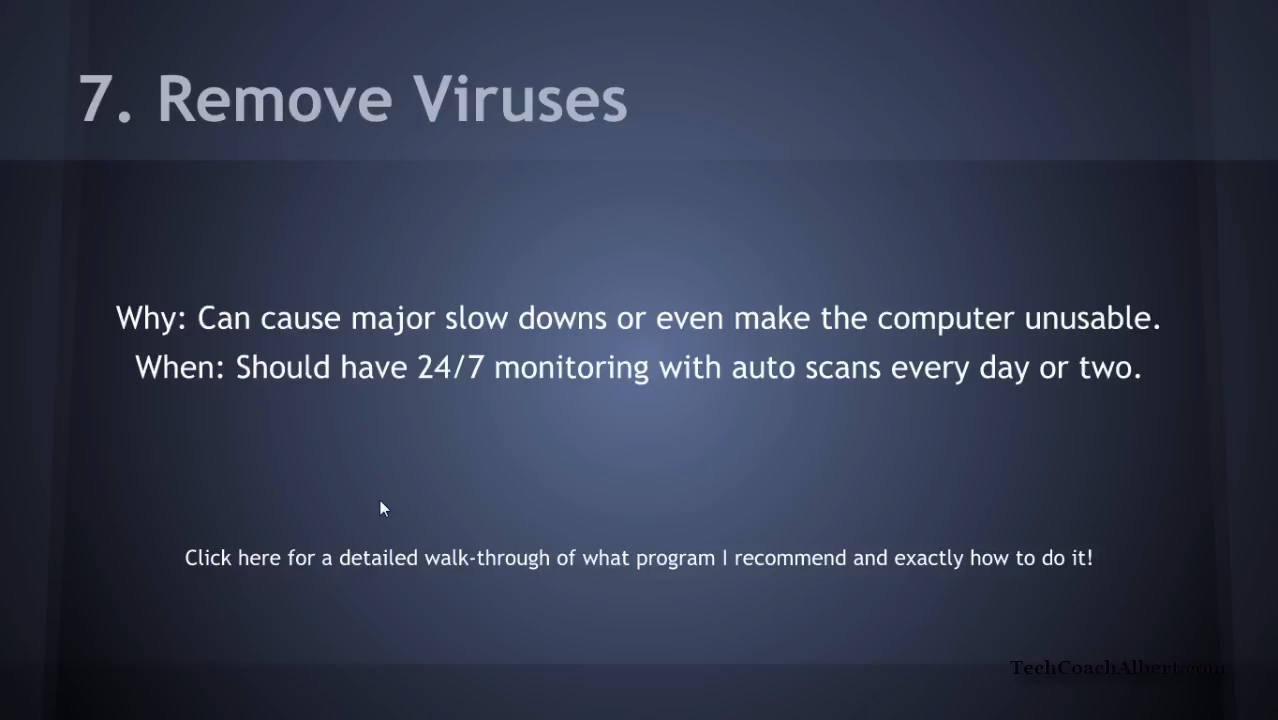 7. Remove Viruses
Why: Can cause major slow downs or even make the computer unusable.
When: Should have 24/7 monitoring with auto scans every day or two.
Click here for a detailed walk-through of what program I recommend and exactly how to do it!
TechCoachAlbert.com